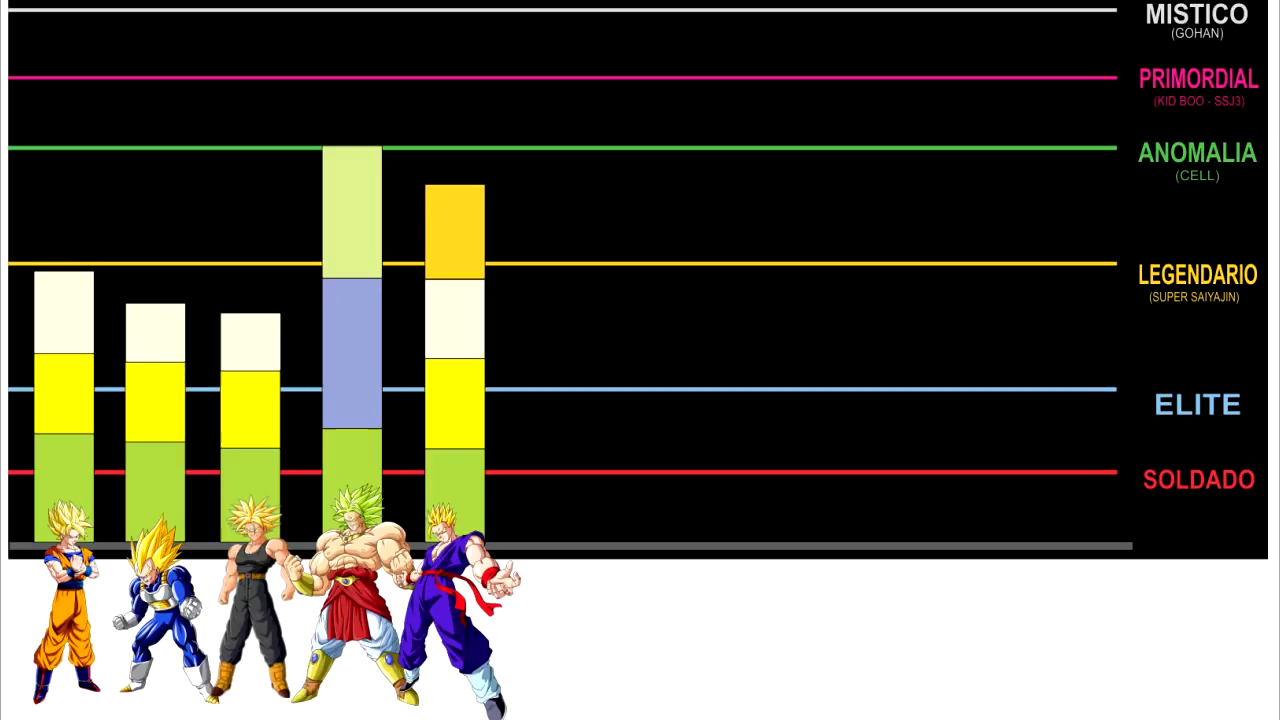 MISTICO
(GOHAN)
PRIMORDIAL
(KID BOO - SSJ3)
ANOMALIA
(CELL)
LEGENDARIO
(SUPER SAIYAJIN)
ELITE
SOLDADO